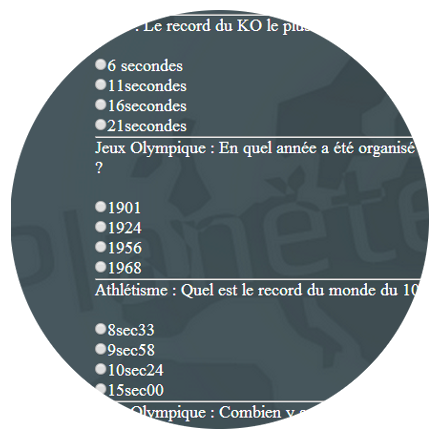 : Le record du KO le plus
6 secondes
11secondes
16secondes
21secondes
Jeux Olympique : En quel année a été organisé
?
1901
1924
1956
1968
Athlétisme : Quel est le record du monde du 10
8sec33
9sec58
10sec24
15sec00
Olympique : Combien y
Planète